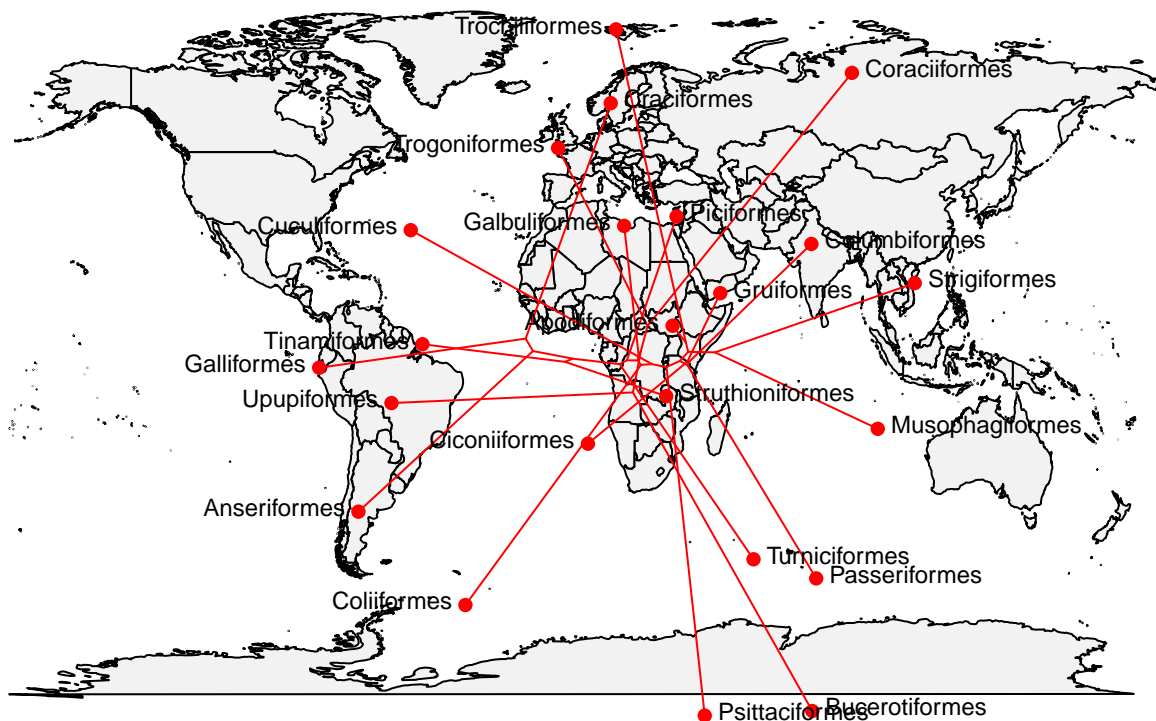 Trochiliformes
Coraciiformes
Craciformes
Trogoniformes
Cuculiformes
Galbuliformes
Piciformes
Columbiformes
Strigiformes
Gruiformes
Apodiformes
Tinamiformes
Galliformes
Upupiformes
Struthioniformes
Ciconiiformes
Musophagiformes
Anseriformes
Turniciformes
Passeriformes
Coliiformes
Psittaciformes
Bucerotiformes